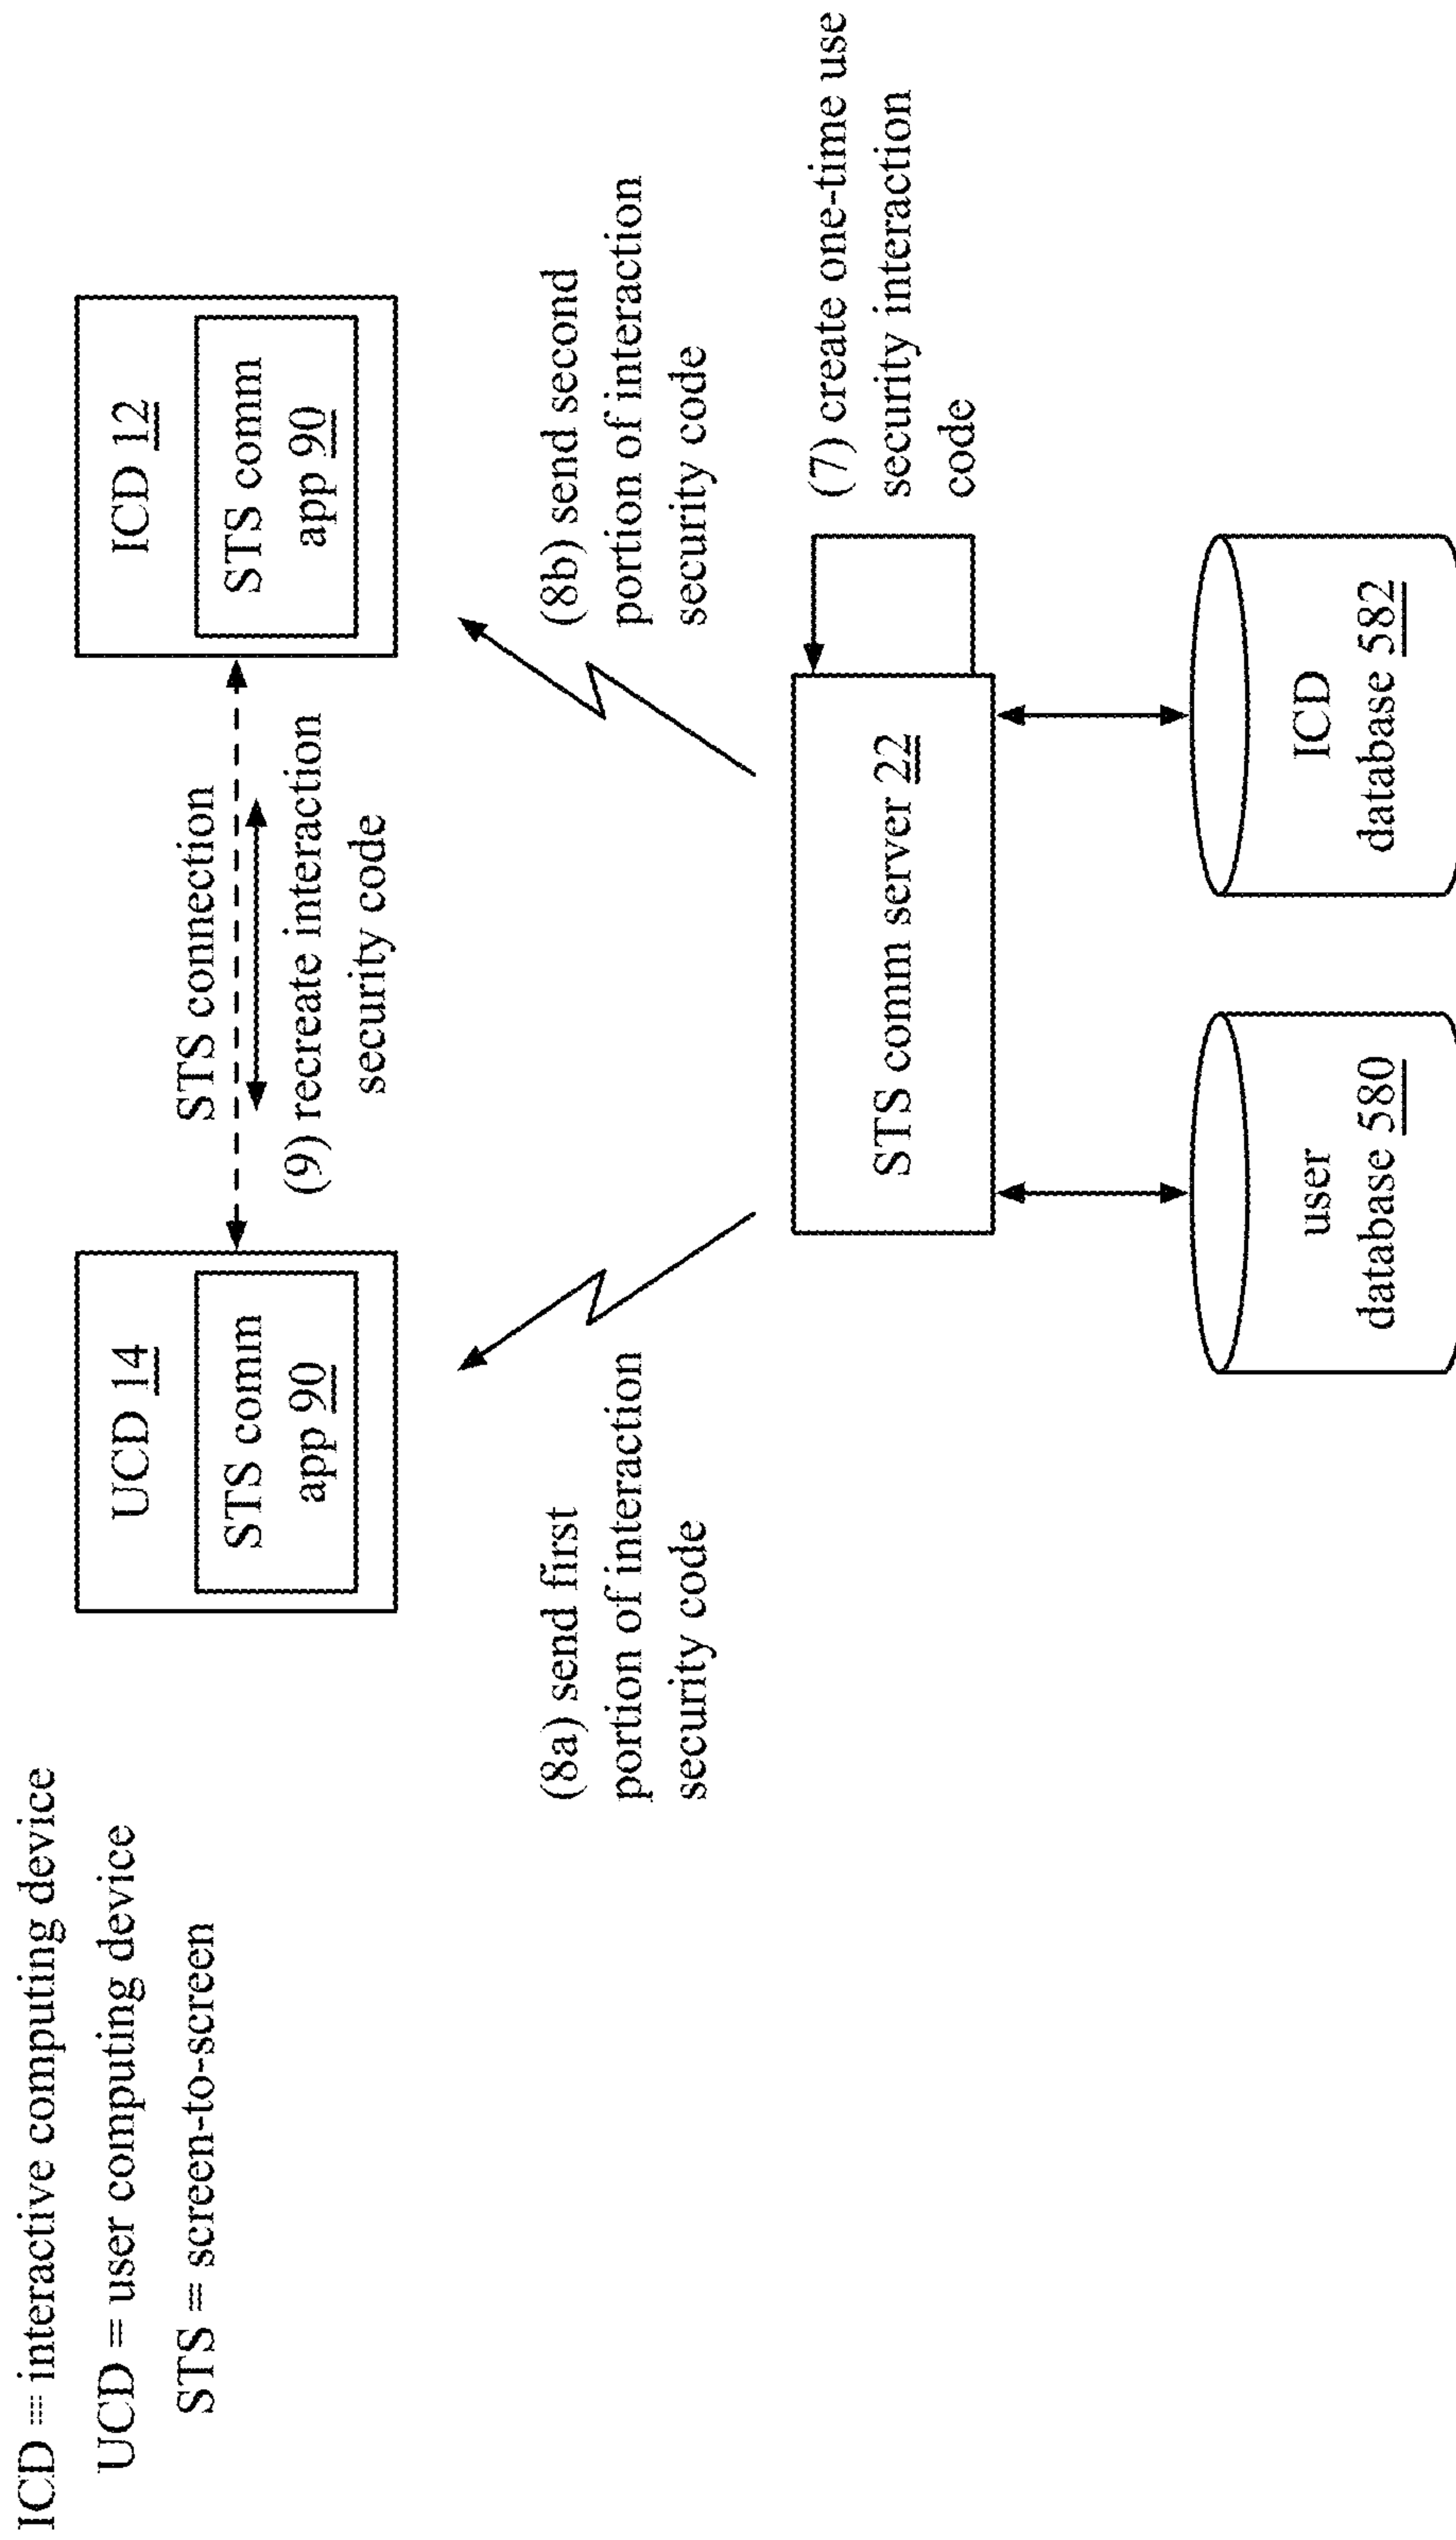 ICD = interactive computing device
UCD = user computing device
STS = screen-to-screen
UCD 14
STS comm
app 90
STS connection
(9) recreate interaction
security code
ICD 12
STS comm
app 90
(8a) send first
portion of interaction
security code
(8b) send second
portion of interaction
security code
STS comm server 22
(7) create one-time use
security interaction
code
user
database 580
ICD
database 582